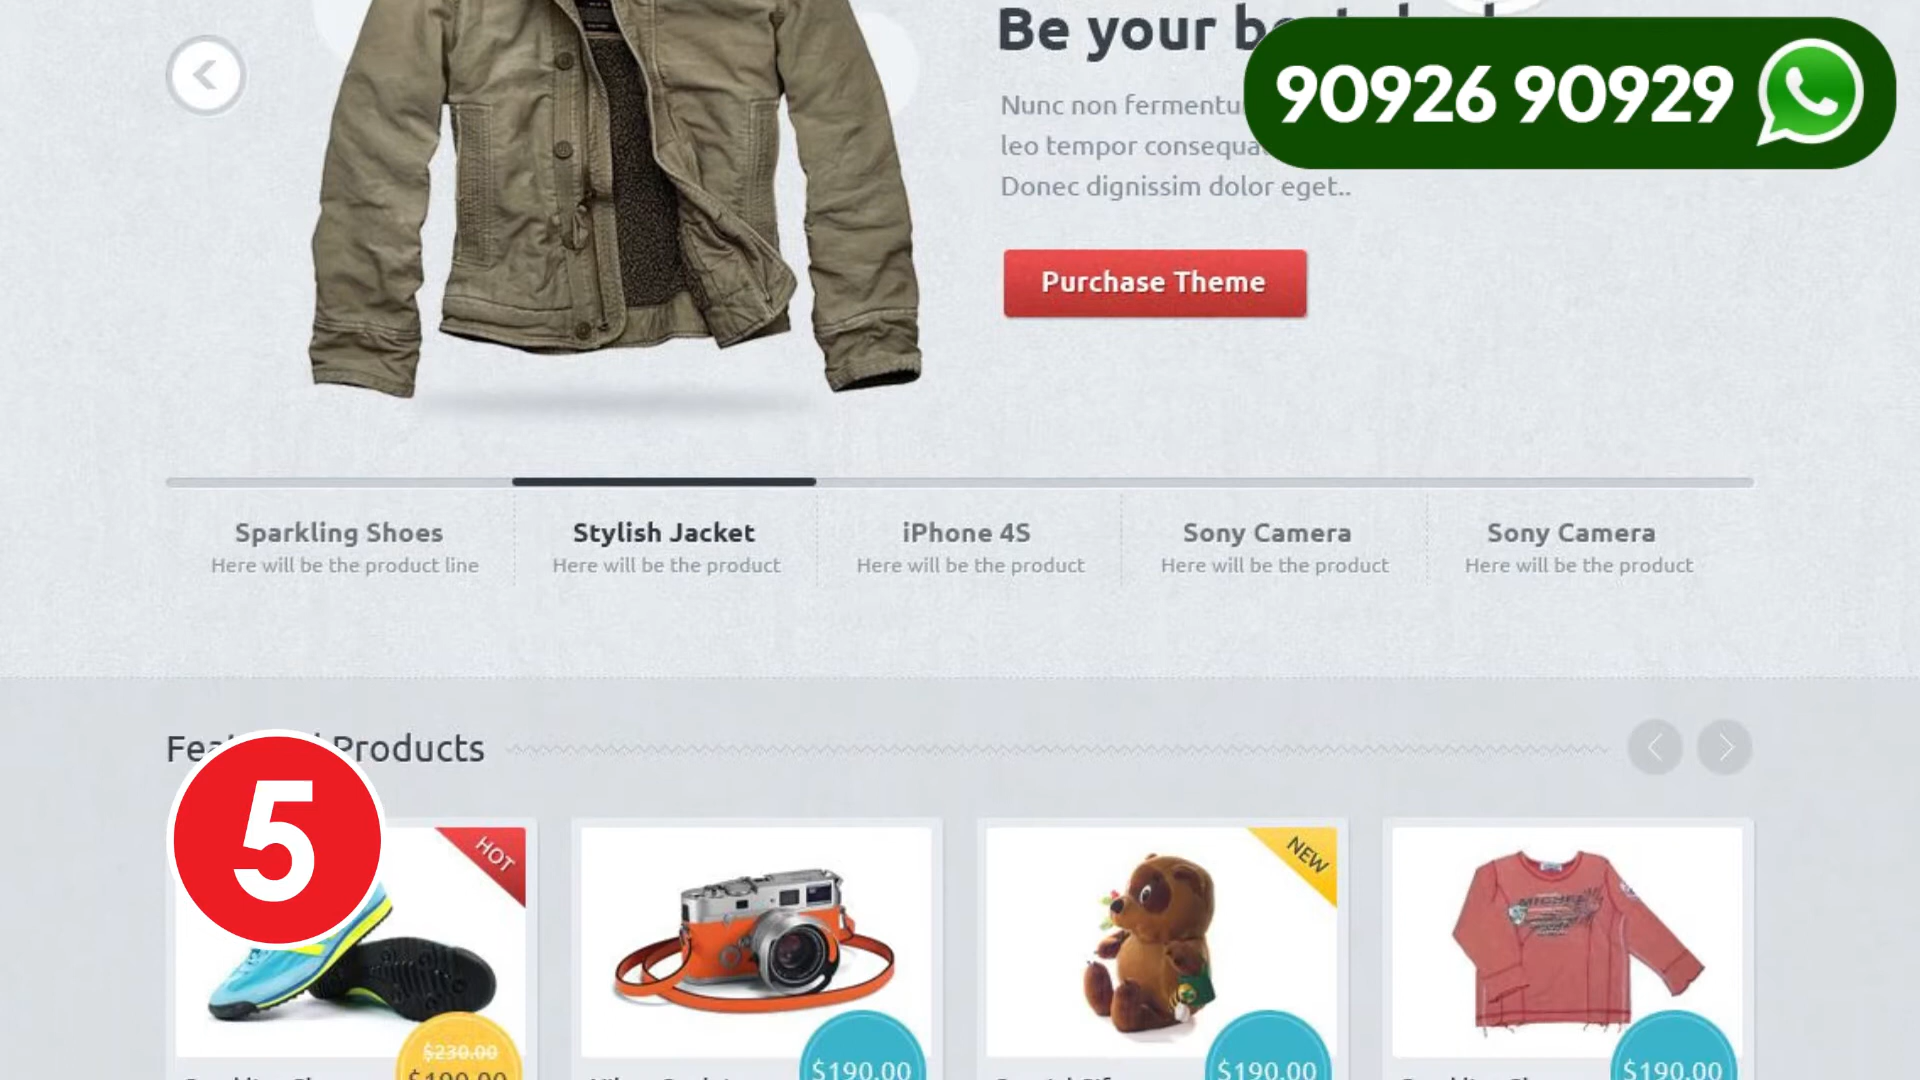 Be your
90926 90929
Nunc non
leo tempor
Donec dignissim dolor eget..
Purchase Theme
Sparkling Shoes
Here will be the product line
Stylish Jacket
Here will be the product
iPhone 4S
Here will be the product
Sony Camera
Here will be the product
Sony Camera
Here will be the product
Products
5
HOT
NEW
$230.00
$190.00
$190.00
$190.00